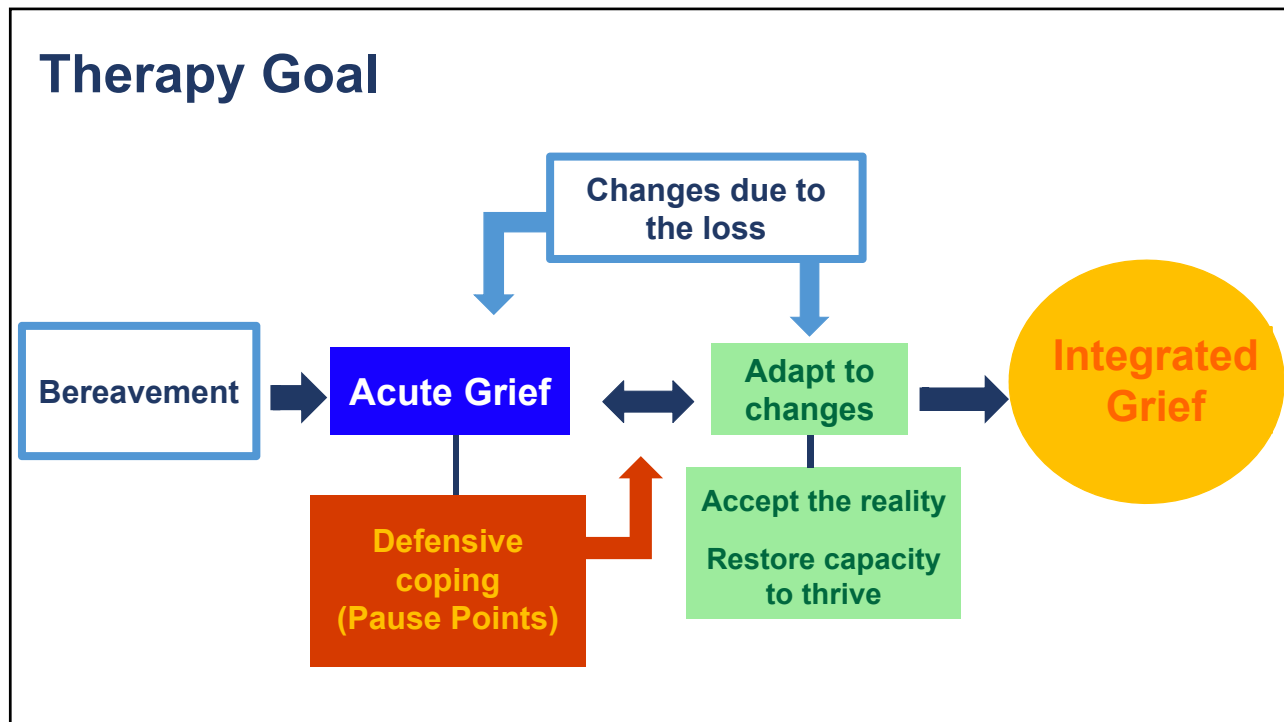 Therapy Goal
Changes due to
the loss
Bereavement
Acute Grief
Adapt to
changes
Integrated
Grief
Defensive
coping
(Pause Points)
Accept the reality
Restore capacity
to thrive